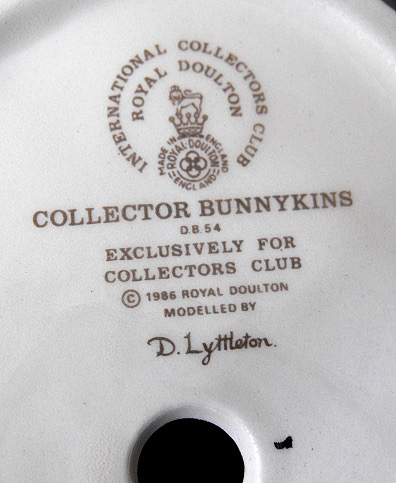 INTERNATIONAL COLLECTORS CLUB
ROYAL DOULTON
MADE IN ENGLAND
ROYAL·DOULTON
ENGLAND
COLLECTOR BUNNYKINS
D.B.54
EXCLUSIVELY FOR
COLLECTORS CLUB
© 1986 ROYAL DOULTON
MODELLED BY
D. Lyttleton.